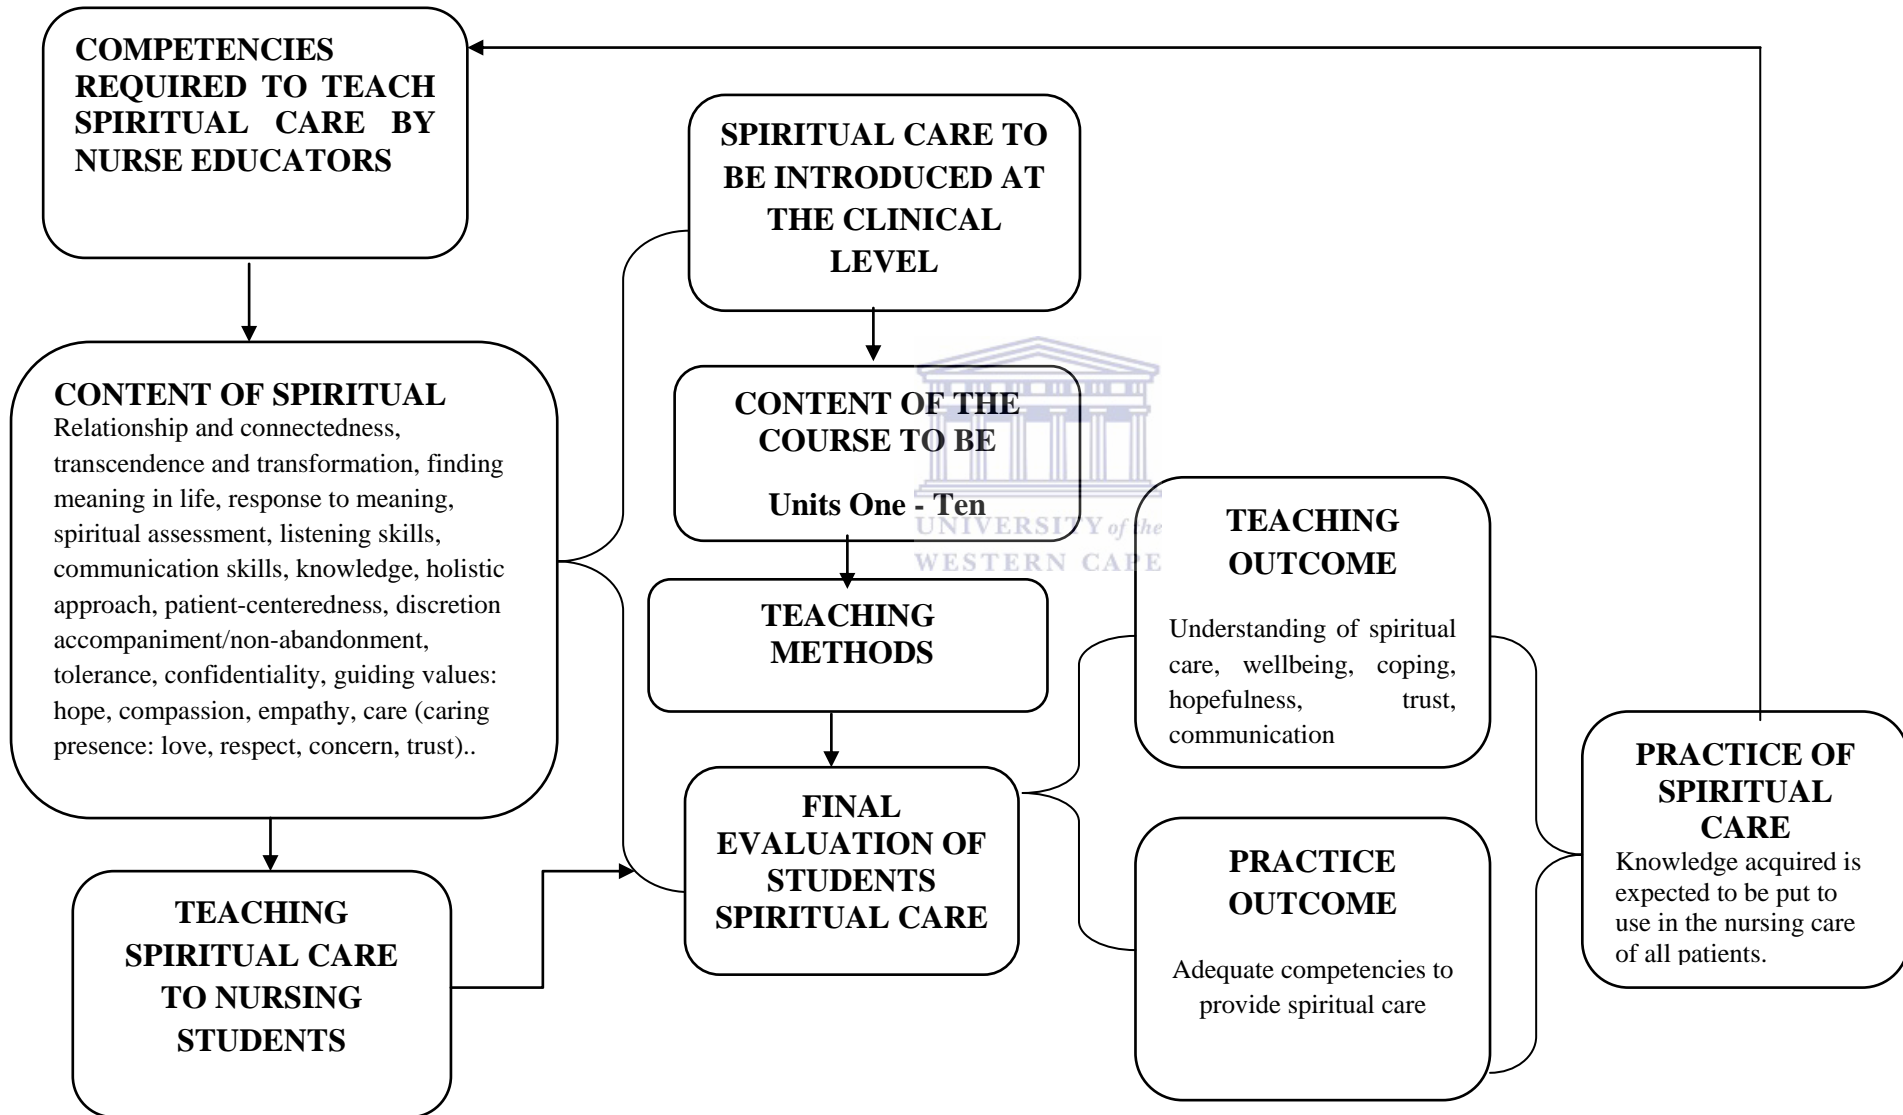 COMPETENCIES
REQUIRED TO TEACH
SPIRITUAL CARE BY
NURSE EDUCATORS
CONTENT OF SPIRITUAL
Relationship and connectedness,
transcendence and transformation, finding
meaning in life, response to meaning,
spiritual assessment, listening skills,
communication skills, knowledge, holistic
approach, patient-centeredness, discretion
accompaniment/non-abandonment,
tolerance, confidentiality, guiding values:
hope, compassion, empathy, care (caring
presence: love, respect, concern, trust)..
TEACHING
SPIRITUAL CARE
TO NURSING
STUDENTS
SPIRITUAL CARE TO
BE INTRODUCED AT
THE CLINICAL
LEVEL
CONTENT OF THE
COURSE TO BE
Units One - Ten
UNIVERSITY of the
WESTERN CAPE
TEACHING
METHODS
FINAL
EVALUATION OF
STUDENTS
SPIRITUAL CARE
TEACHING
OUTCOME
Understanding of spiritual
care, wellbeing, coping,
hopefulness, trust,
communication
PRACTICE
OUTCOME
Adequate competencies to
provide spiritual care
PRACTICE OF
SPIRITUAL
CARE
Knowledge acquired is
expected to be put to
use in the nursing care
of all patients.